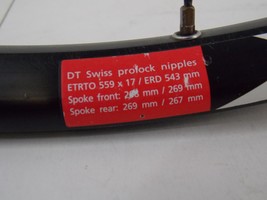 DT Swiss prolock nipples
ETRTO 559 x 17 / ERD 543 mm
Spoke front: mm / 269 mm
Spoke rear: 269 mm / 267 mm